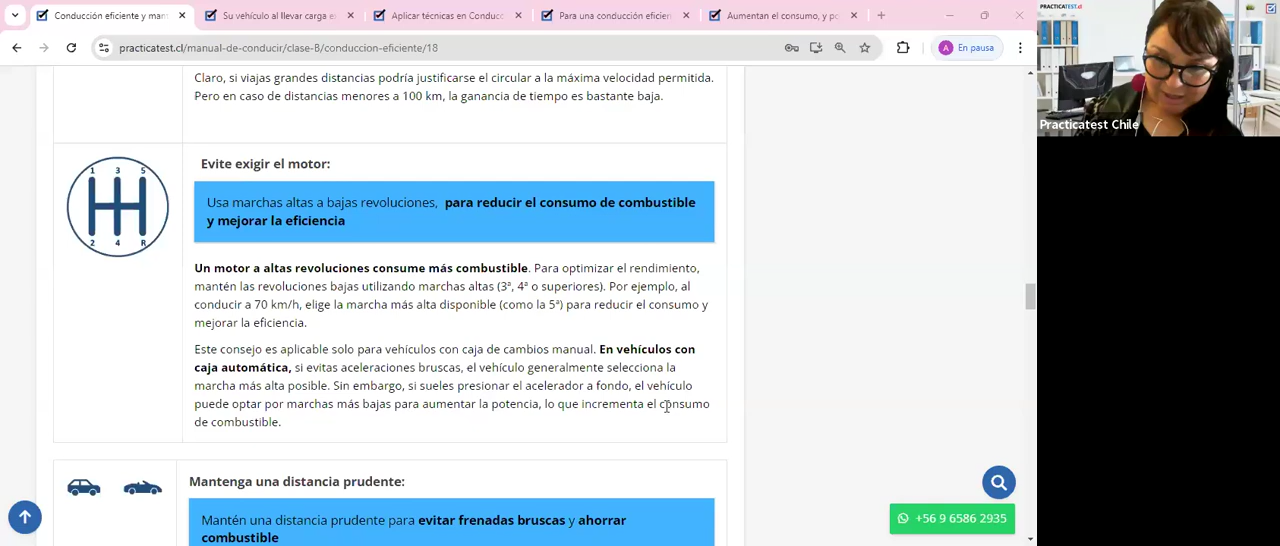 Conducción eficiente y man
Su vehículo al llevar carga e
Aplicar técnicas en Conducc
Para una conducción eficien
Aumentan el consumo, y po
practicatest.cl/manual-de-conducir/clase-B/conduccion-eficiente/18
A
En pausa
PRACTICATEST.cl
Practicatest Chile
Claro, si viajas grandes distancias podría justificarse el circular a la máxima velocidad permitida.
Pero en caso de distancias menores a 100 km, la ganancia de tiempo es bastante baja.
1 3 5
2 4 R
Evite exigir el motor:
Usa marchas altas a bajas revoluciones, para reducir el consumo de combustible
y mejorar la eficiencia
Un motor a altas revoluciones consume más combustible. Para optimizar el rendimiento,
mantén las revoluciones bajas utilizando marchas altas (3ª, 4ª o superiores). Por ejemplo, al
conducir a 70 km/h, elige la marcha más alta disponible (como la 5ª) para reducir el consumo y
mejorar la eficiencia.
Este consejo es aplicable solo para vehículos con caja de cambios manual. En vehículos con
caja automática, si evitas aceleraciones bruscas, el vehículo generalmente selecciona la
marcha más alta posible. Sin embargo, si sueles presionar el acelerador a fondo, el vehículo
puede optar por marchas más bajas para aumentar la potencia, lo que incrementa el consumo
de combustible.
Mantenga una distancia prudente:
Mantén una distancia prudente para evitar frenadas bruscas y ahorrar
combustible
+56 9 6586 2935